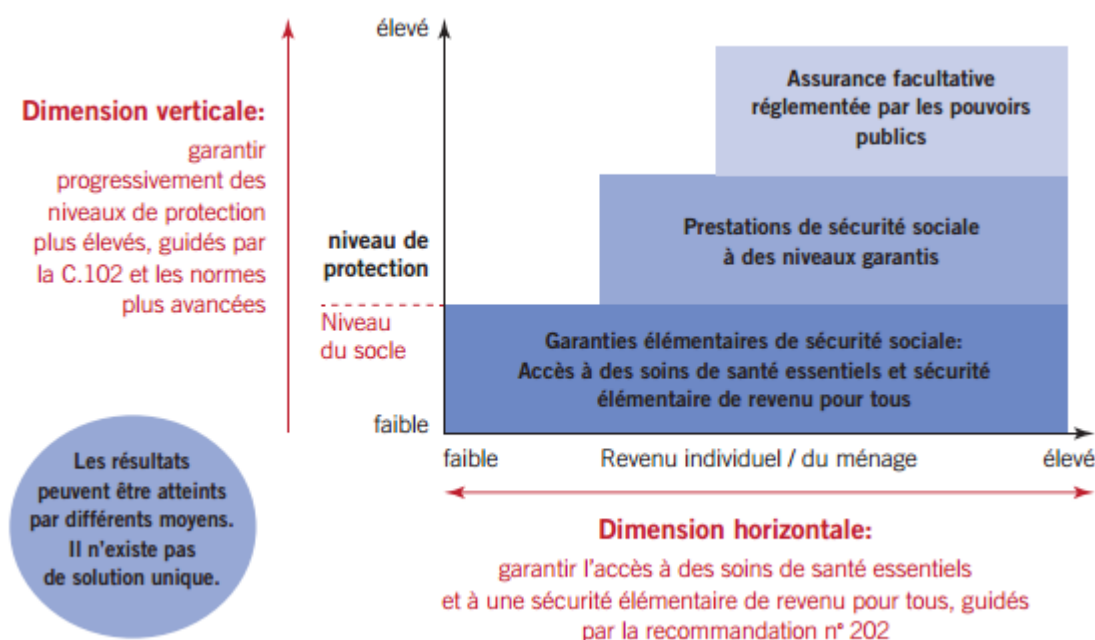 Dimension verticale:
garantir
progressivement des
niveaux de protection
plus élevés, guidés par
la C.102 et les normes
plus avancées
élevé
niveau de
protection
Niveau
du socle
faible
Assurance facultative
réglementée par les pouvoirs
publics
Prestations de sécurité sociale
à des niveaux garantis
Garanties élémentaires de sécurité sociale:
Accès à des soins de santé essentiels et sécurité
élémentaire de revenu pour tous
faible
Revenu individuel / du ménage
élevé
Les résultats
peuvent être atteints
par différents moyens.
Il n'existe pas
de solution unique.
Dimension horizontale:
garantir l'accès à des soins de santé essentiels
et à une sécurité élémentaire de revenu pour tous, guidés
par la recommandation n° 202